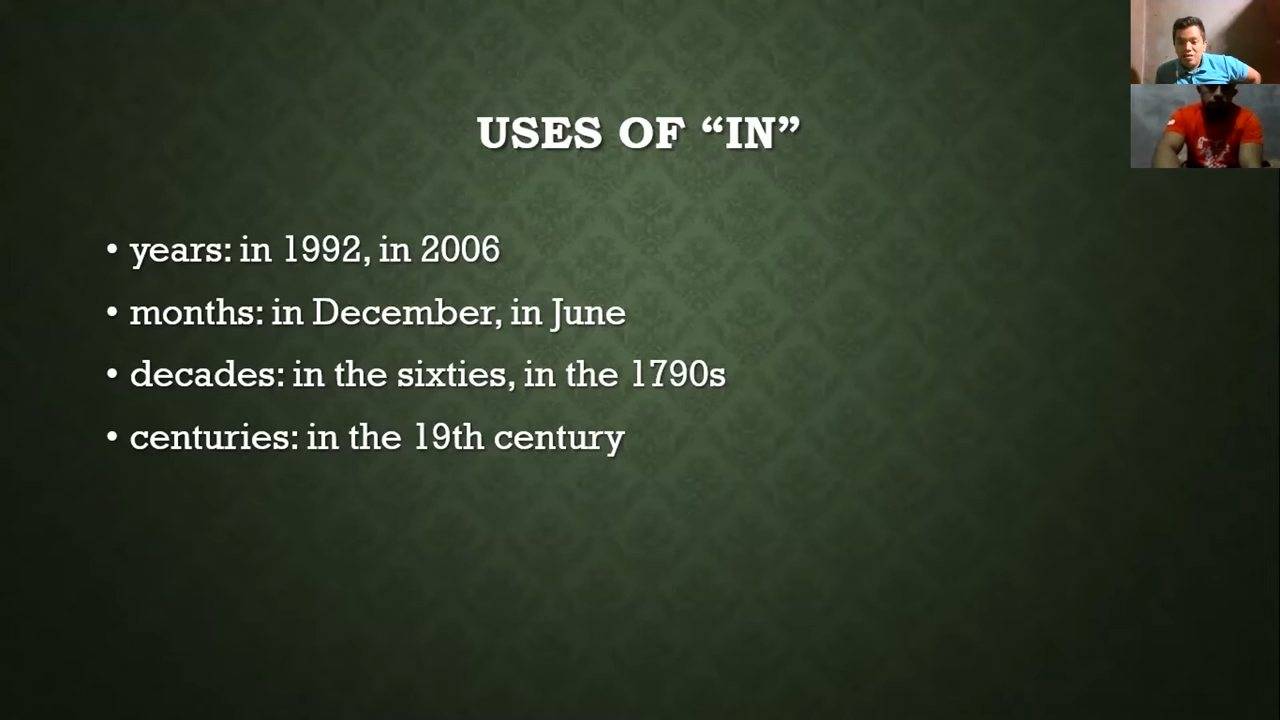 USES OF “IN”
• years: in 1992, in 2006
• months: in December, in June
• decades: in the sixties, in the 1790s
• centuries: in the 19th century